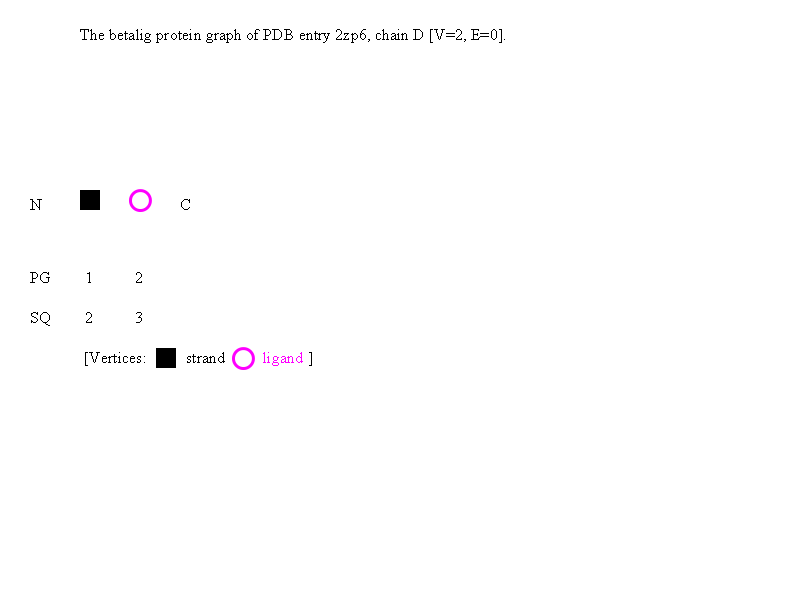 The betalig protein graph of PDB entry 2zp6, chain D [V=2, E=0].
N C
PG 1 2
SQ 2 3
[Vertices: strand ligand ]